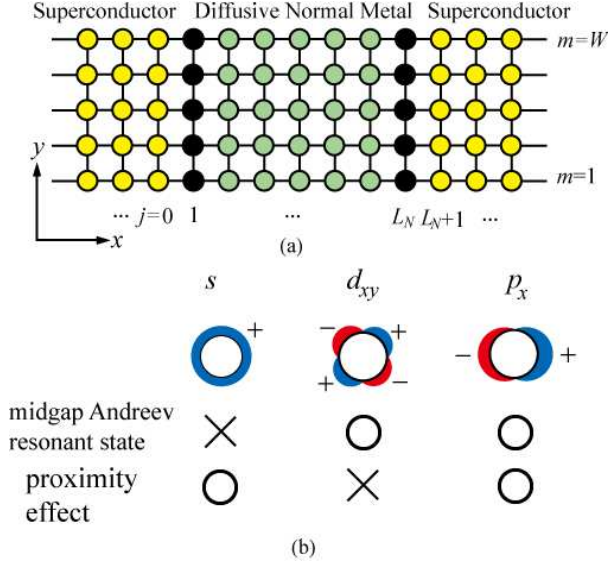 Superconductor Diffusive Normal Metal Superconductor
m=W
y
m=1
... j=0 1 ... L_N L_N+1 ...
x
(a)
s d_xy p_x
+ − + − +
+ −
midgap Andreev
resonant state
proximity
effect
(b)